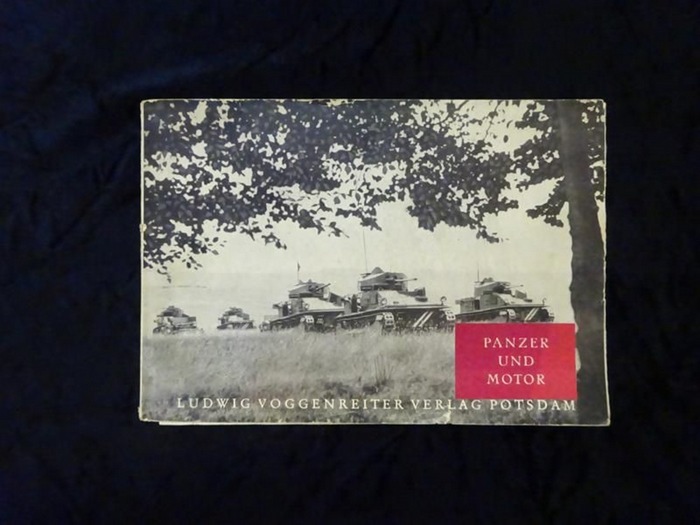 PANZER
UND
MOTOR
LUDWIG VOGGENREITER VERLAG POTSDAM